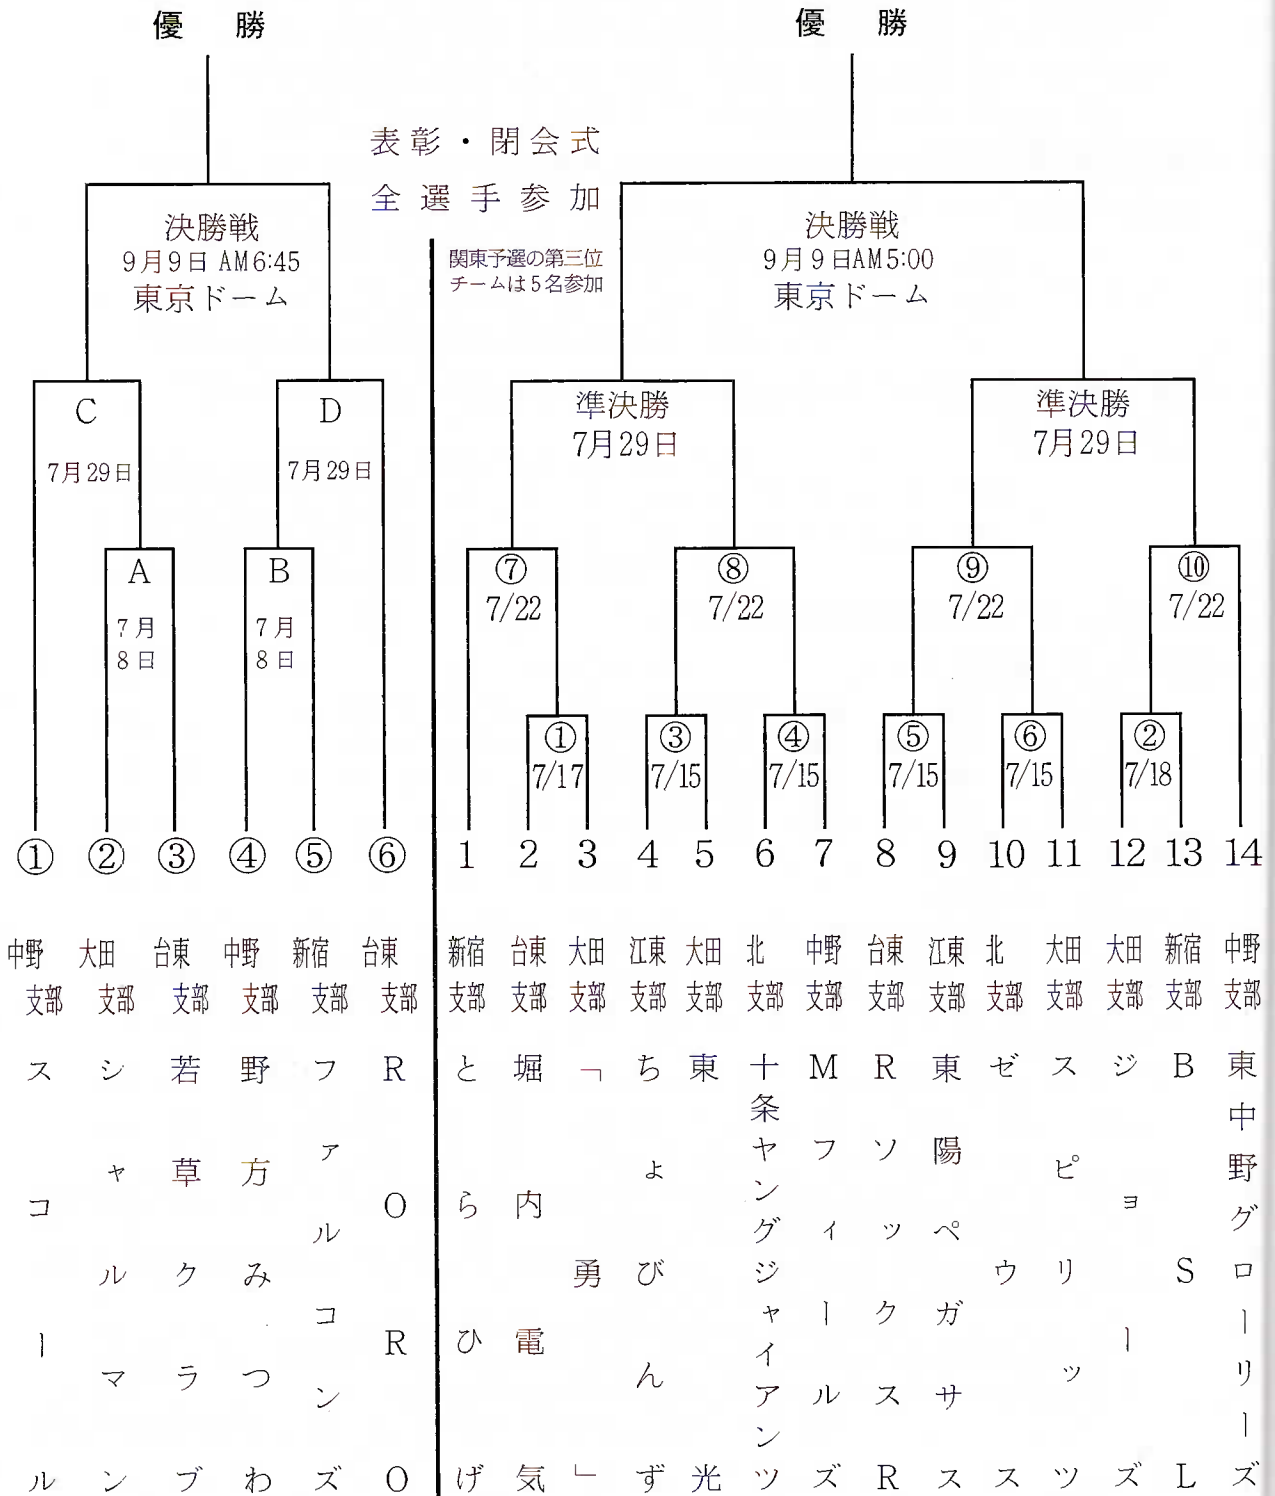 優 勝
優 勝
表彰・閉会式
全選手参加
関東予選の第三位
チームは5名参加
決勝戦
9月9日 AM6:45
東京ドーム
決勝戦
9月9日AM5:00
東京ドーム
C
7月29日
D
7月29日
準決勝
7月29日
準決勝
7月29日
A
7月
8日
B
7月
8日
⑦
7/22
⑧
7/22
⑨
7/22
⑩
7/22
①
7/17
③
7/15
④
7/15
⑤
7/15
⑥
7/15
②
7/18
① ② ③ ④ ⑤ ⑥ 1 2 3 4 5 6 7 8 9 10 11 12 13 14
中野支部
スコール
大田支部
シャルマン
台東支部
若草クラブ
中野支部
野方みつわ
新宿支部
ファルコンズ
台東支部
RORO
新宿支部
とらひげ
台東支部
堀内電気
大田支部
「勇」
江東支部
ちょびんず
大田支部
東光
北支部
十条ヤングジャイアンツ
中野支部
Mフィールズ
台東支部
RソックスR
江東支部
東陽ペガサス
北支部
ゼウス
大田支部
スピリッツ
大田支部
ジョーズ
新宿支部
BSL
中野支部
東中野グローリーズ